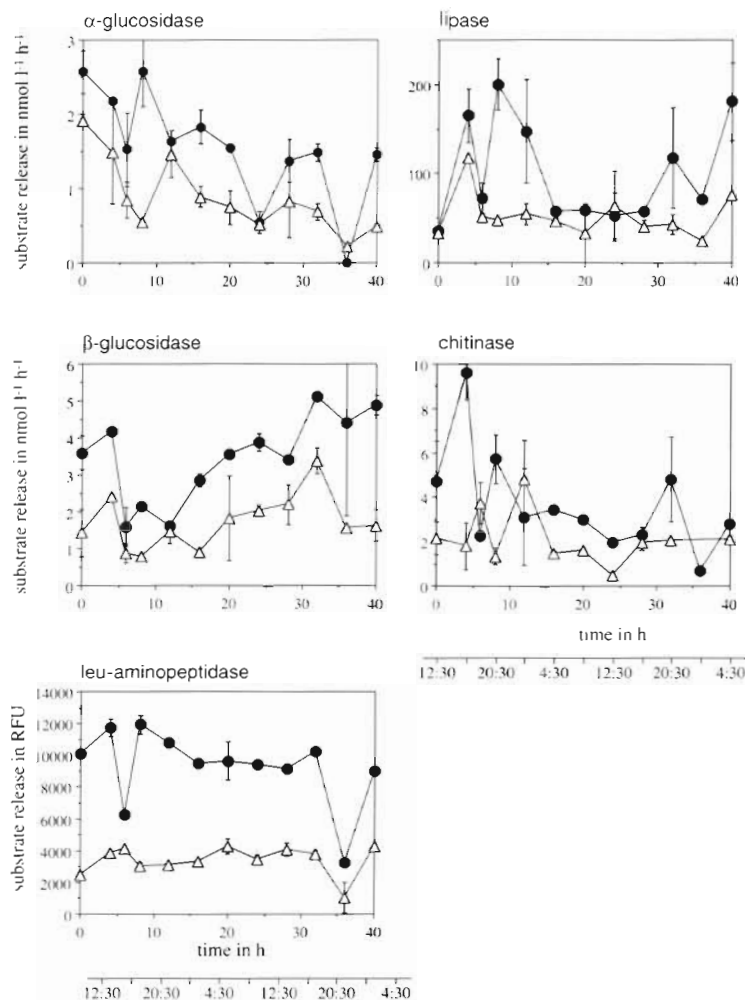 α-glucosidase
lipase
substrate release in nmol l⁻¹ h⁻¹
3
2
1
0
0 10 20 30 40
200
100
0
0 10 20 30 40
β-glucosidase
chitinase
substrate release in nmol l⁻¹ h⁻¹
6
5
4
3
2
1
0
0 10 20 30 40
10
8
6
4
2
0
0 10 20 30 40
time in h
12:30 20:30 4:30 12:30 20:30 4:30
leu-aminopeptidase
substrate release in RFU
14000
12000
10000
8000
6000
4000
2000
0
0 10 20 30 40
time in h
12:30 20:30 4:30 12:30 20:30 4:30